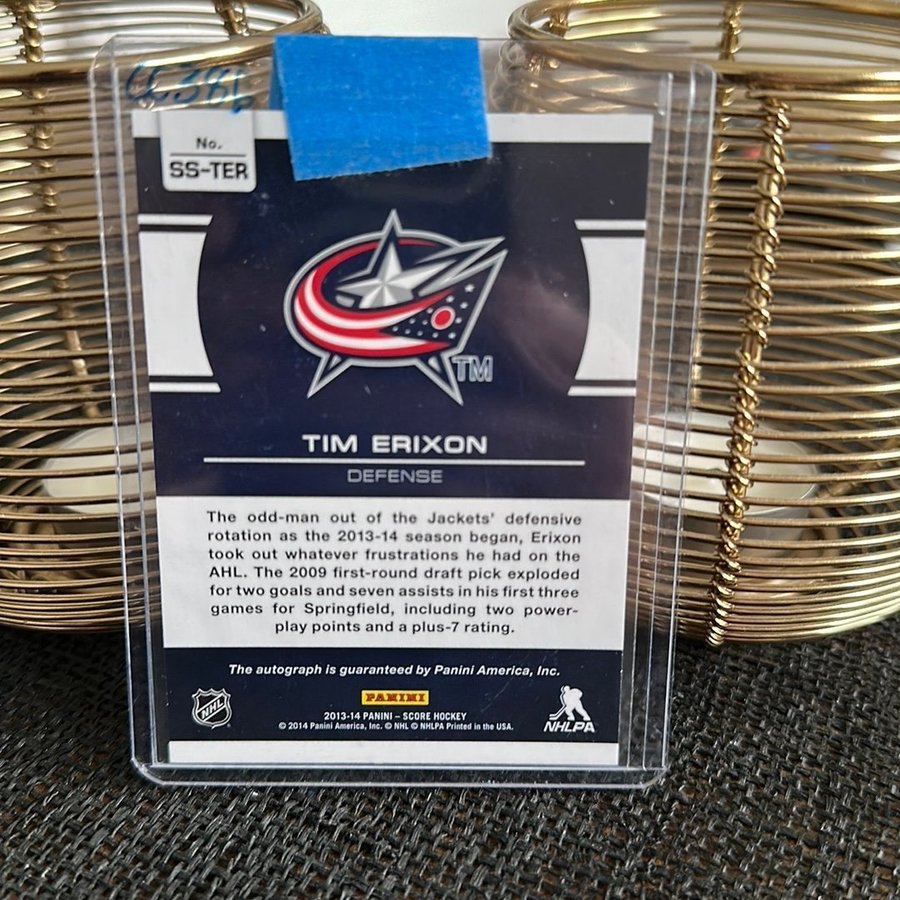 No.
SS-TER
TM
TIM ERIXON
DEFENSE
The odd-man out of the Jackets' defensive
rotation as the 2013-14 season began, Erixon
took out whatever frustrations he had on the
AHL. The 2009 first-round draft pick exploded
for two goals and seven assists in his first three
games for Springfield, including two power-
play points and a plus-7 rating.
The autograph is guaranteed by Panini America, Inc.
PANINI
NHL
2013-14 PANINI – SCORE HOCKEY
© 2014 Panini America, Inc. © NHL © NHLPA Printed in the USA.
NHLPA